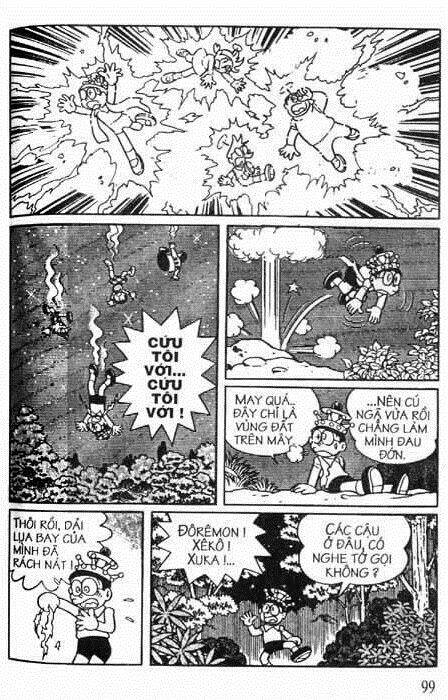 CỨU
TÔI
VỚI...
CỨU
TÔI
VỚI !
MAY QUÁ..
ĐÂY CHỈ LÀ
VÙNG ĐẤT
TRÊN MÂY.
...NÊN CÚ
NGÃ VỪA RỒI
CHẲNG LÀM
MÌNH ĐAU
ĐỚN.
THÔI RỒI, DẢI
LỤA BAY CỦA
MÌNH ĐÃ
RÁCH NÁT !
ĐÔRÊMON !
XÊKÔ !
XUKA !...
CÁC CẬU
Ở ĐÂU, CÓ
NGHE TỚ GỌI
KHÔNG ?
99